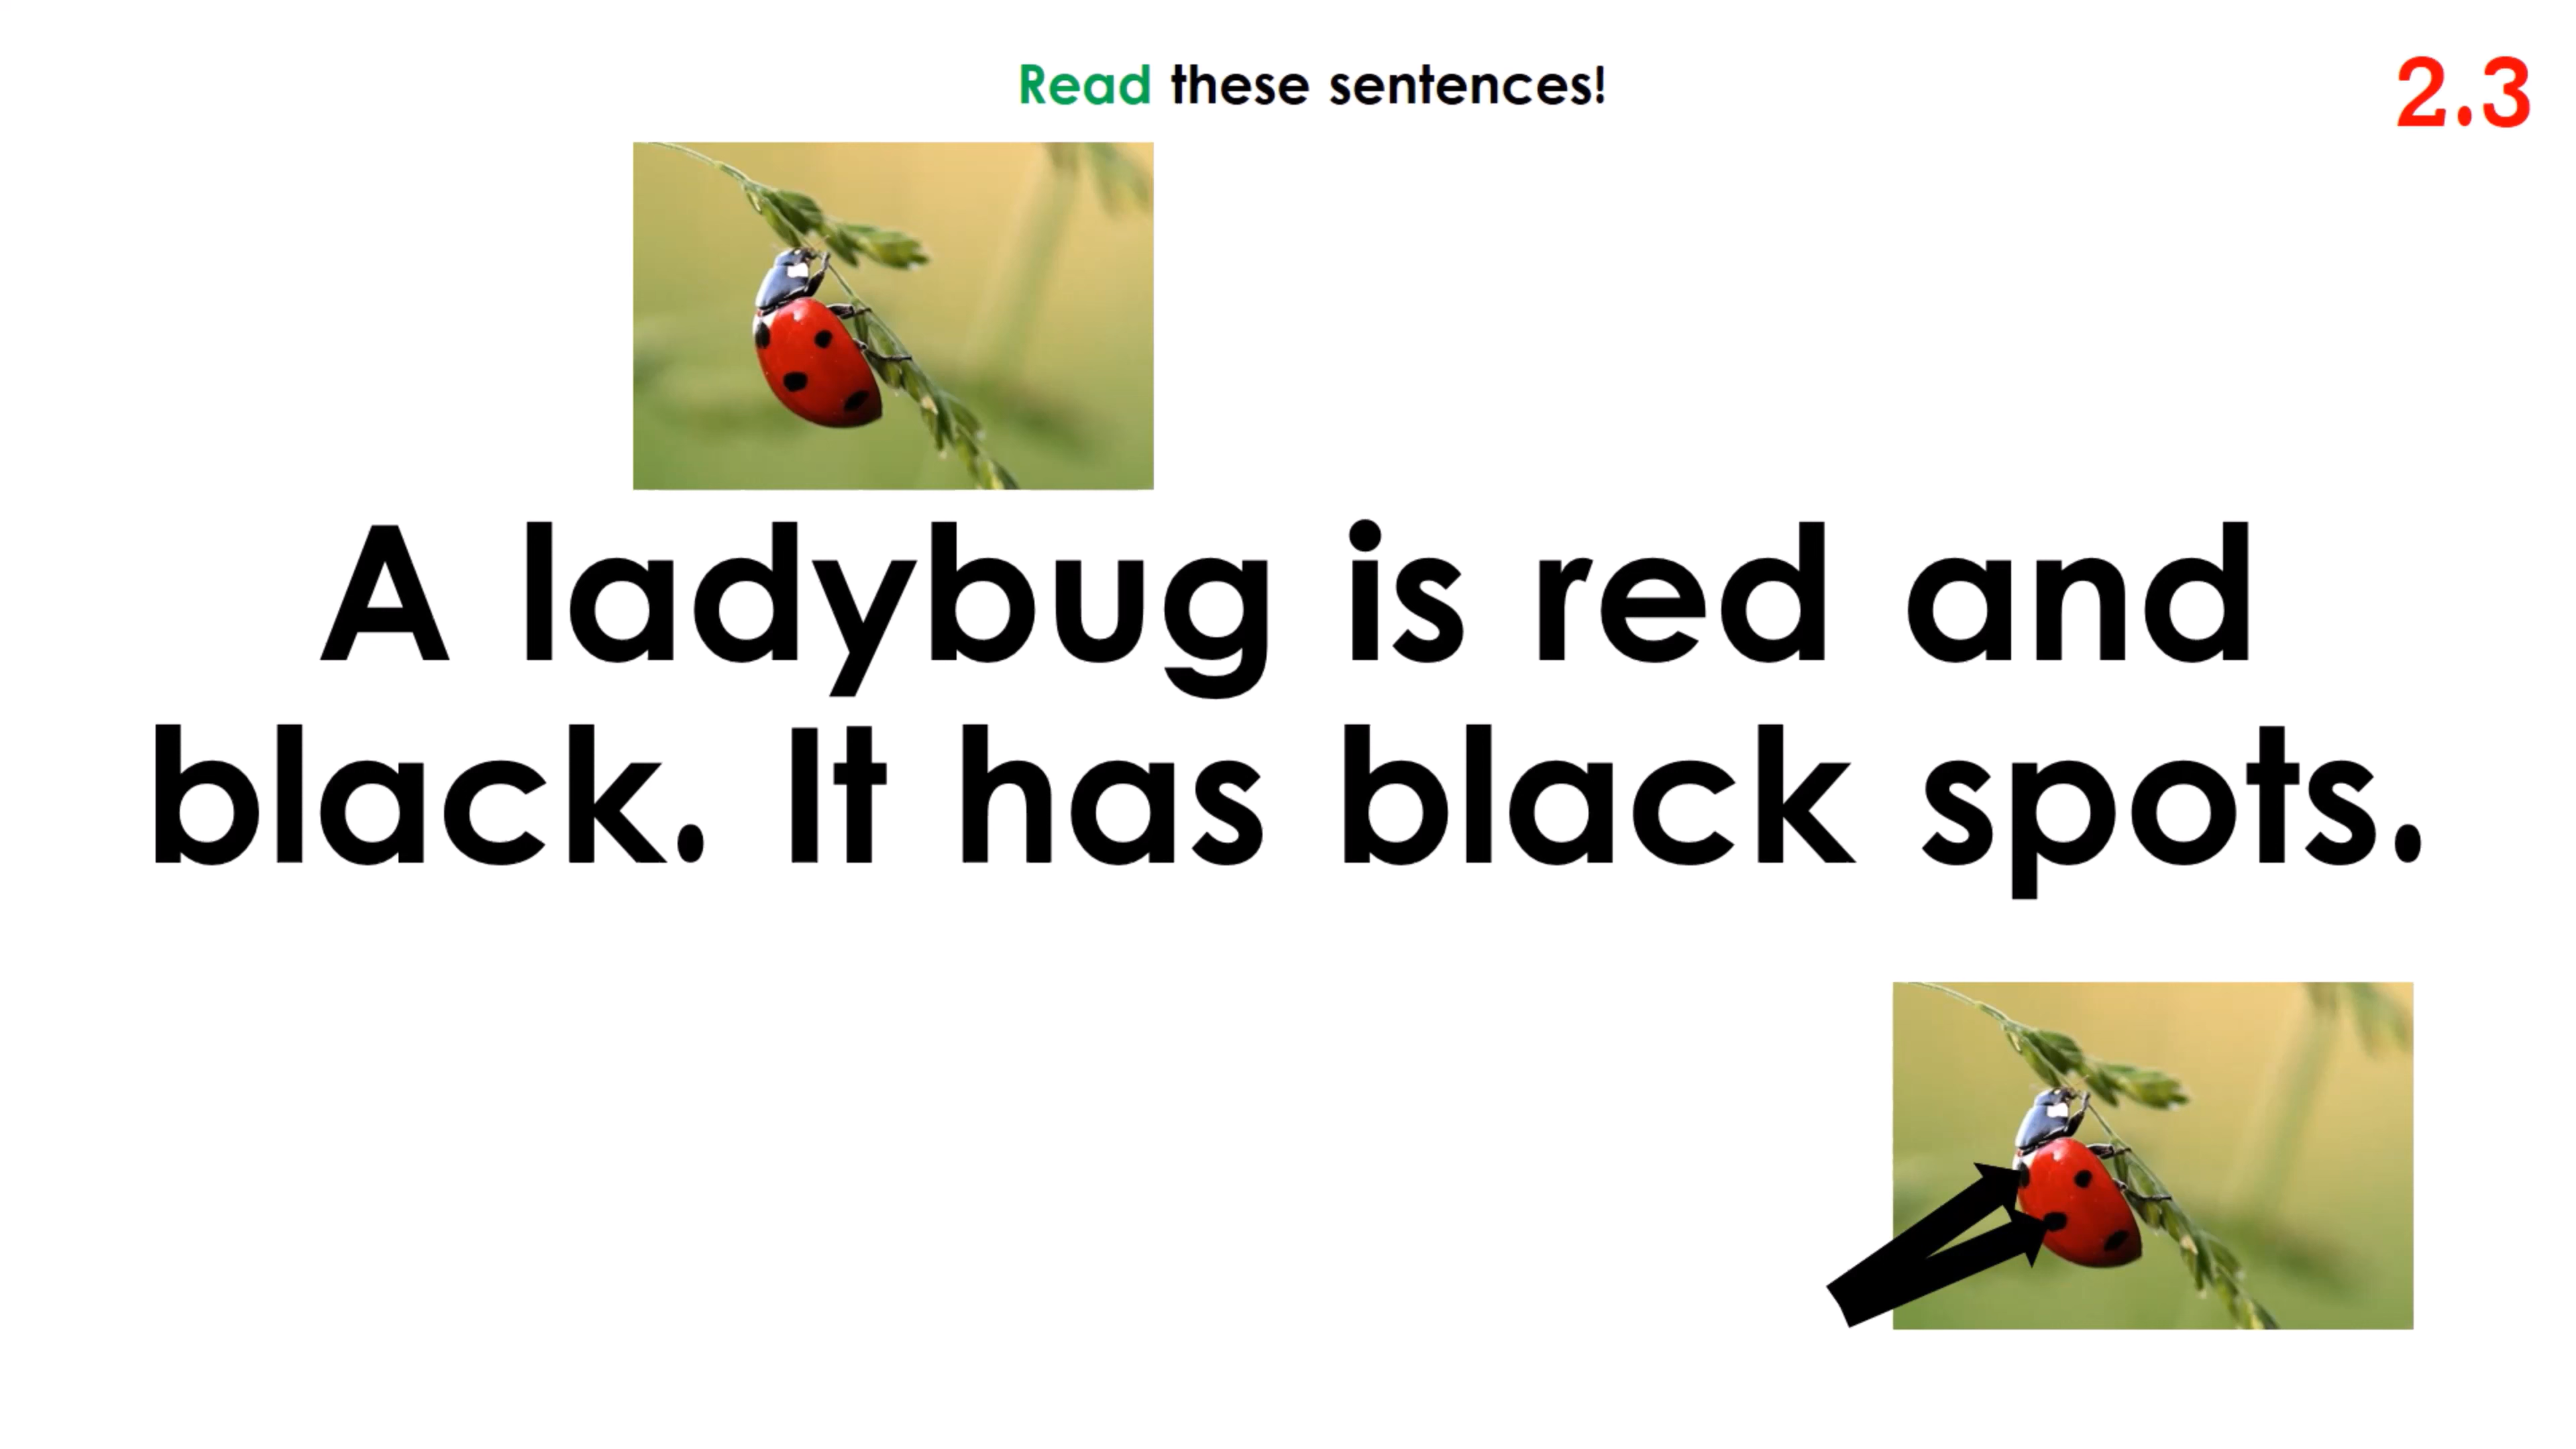 Read these sentences!
2.3
A ladybug is red and
black. It has black spots.